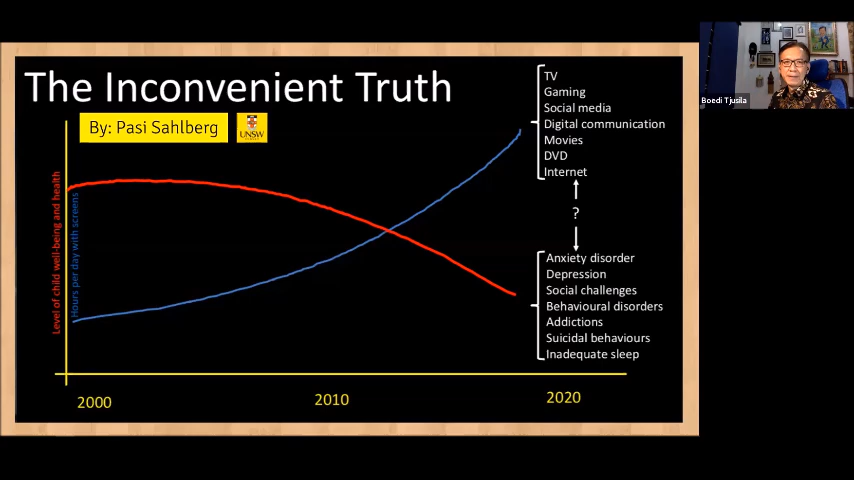 The Inconvenient Truth
By: Pasi Sahlberg
UNSW
Level of child well-being and health
Hours per day with screens
TV
Gaming
Social media
Digital communication
Movies
DVD
Internet
?
Anxiety disorder
Depression
Social challenges
Behavioural disorders
Addictions
Suicidal behaviours
Inadequate sleep
2000
2010
2020
Boedi Tjusila